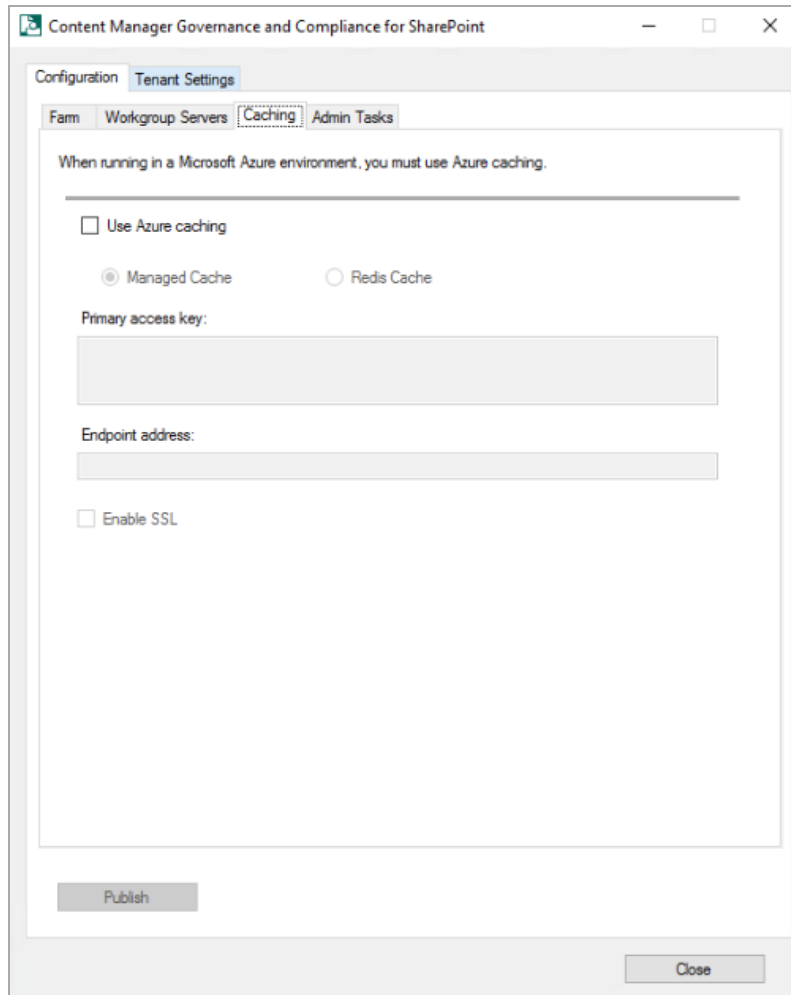 Content Manager Governance and Compliance for SharePoint
Configuration Tenant Settings
Farm Workgroup Servers Caching Admin Tasks
When running in a Microsoft Azure environment, you must use Azure caching.
Use Azure caching
Managed Cache Redis Cache
Primary access key:
Endpoint address:
Enable SSL
Publish
Close